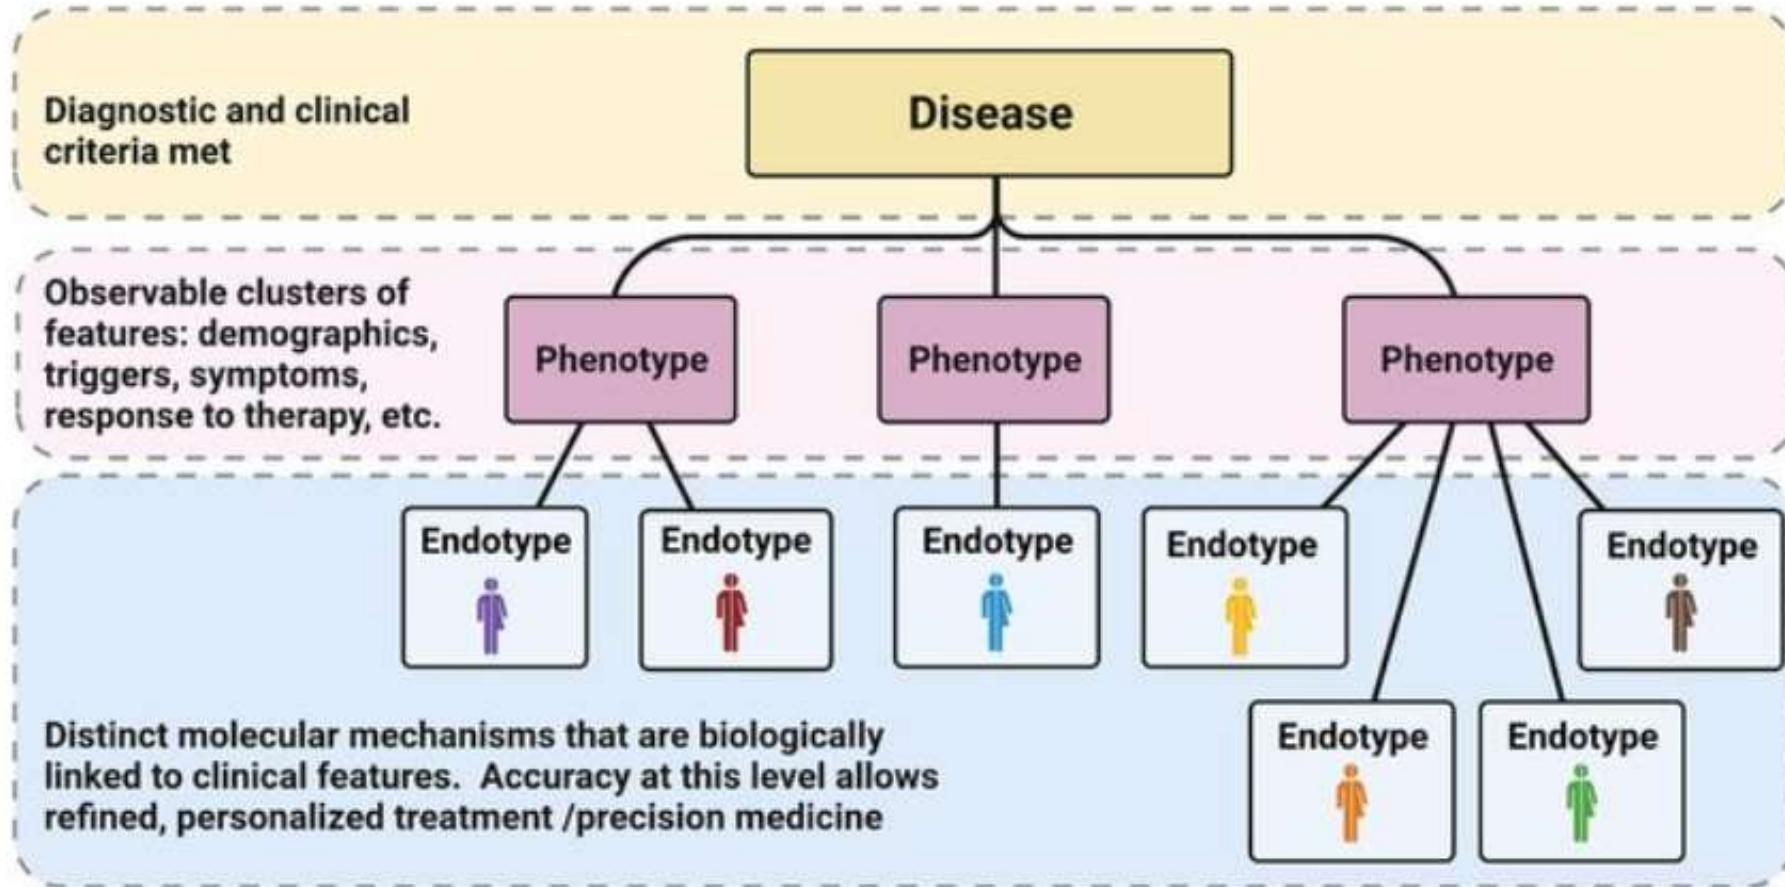 Diagnostic and clinical
criteria met
Disease
Observable clusters of
features: demographics,
triggers, symptoms,
response to therapy, etc.
Phenotype
Phenotype
Phenotype
Endotype
Endotype
Endotype
Endotype
Endotype
Endotype
Endotype
Distinct molecular mechanisms that are biologically
linked to clinical features. Accuracy at this level allows
refined, personalized treatment /precision medicine